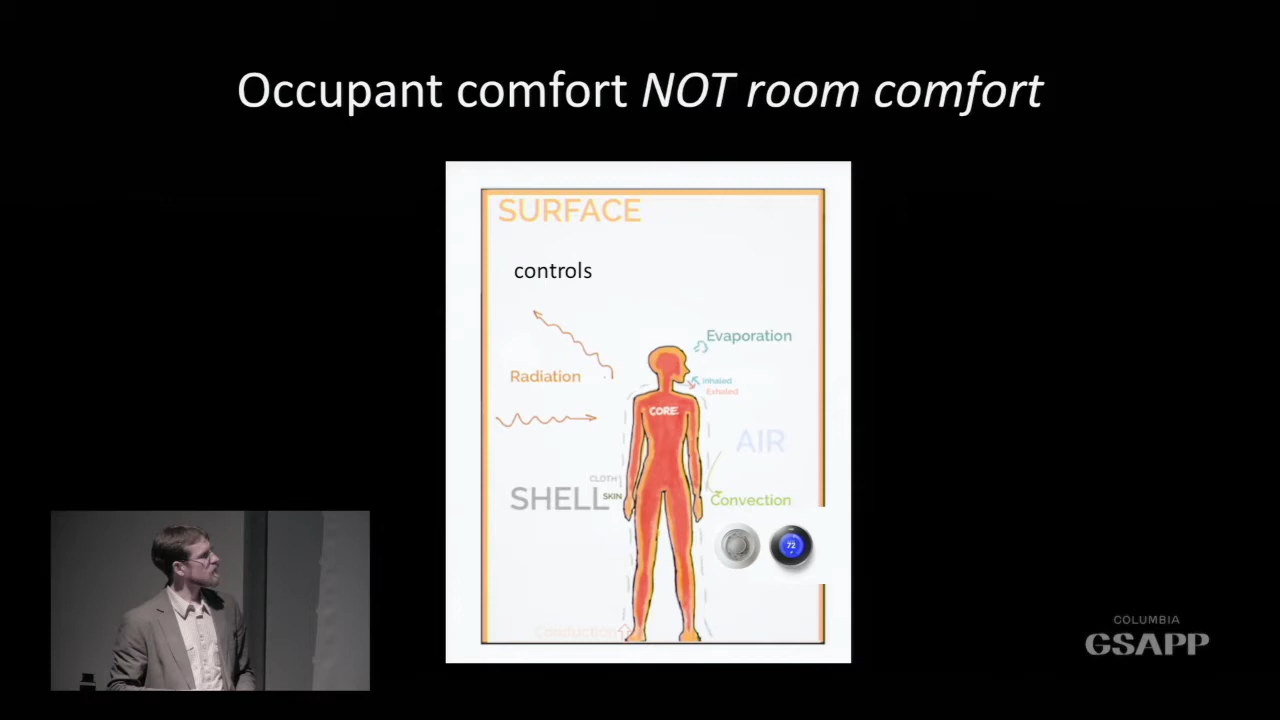 Occupant comfort NOT room comfort
SURFACE
controls
Evaporation
Radiation
Inhaled
Exhaled
CORE
AIR
CLOTH
SHELL
SKIN
Convection
72
Conduction
COLUMBIA
GSAPP